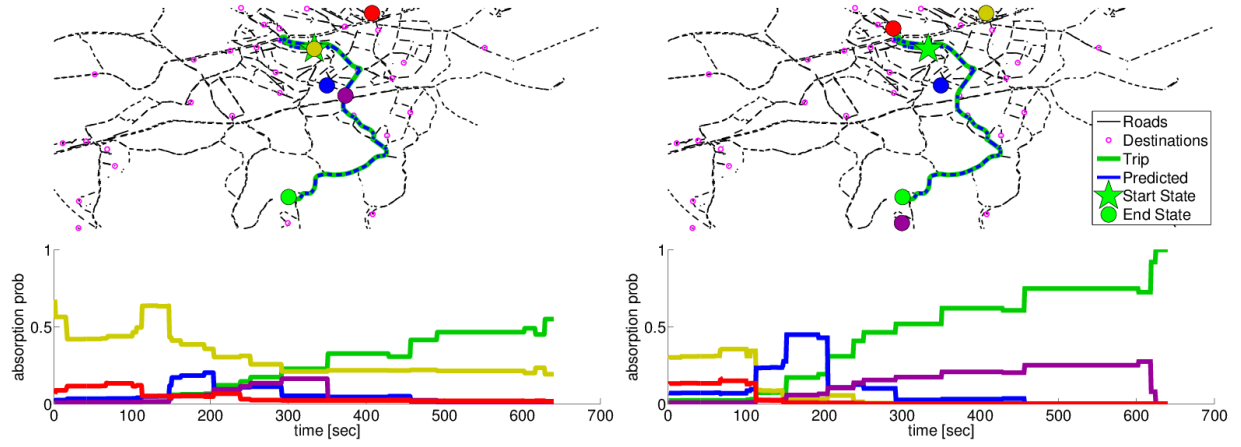 Roads
Destinations
Trip
Predicted
Start State
End State
absorption prob
1
0.5
0
0 100 200 300 400 500 600 700
time [sec]
absorption prob
1
0.5
0
0 100 200 300 400 500 600 700
time [sec]